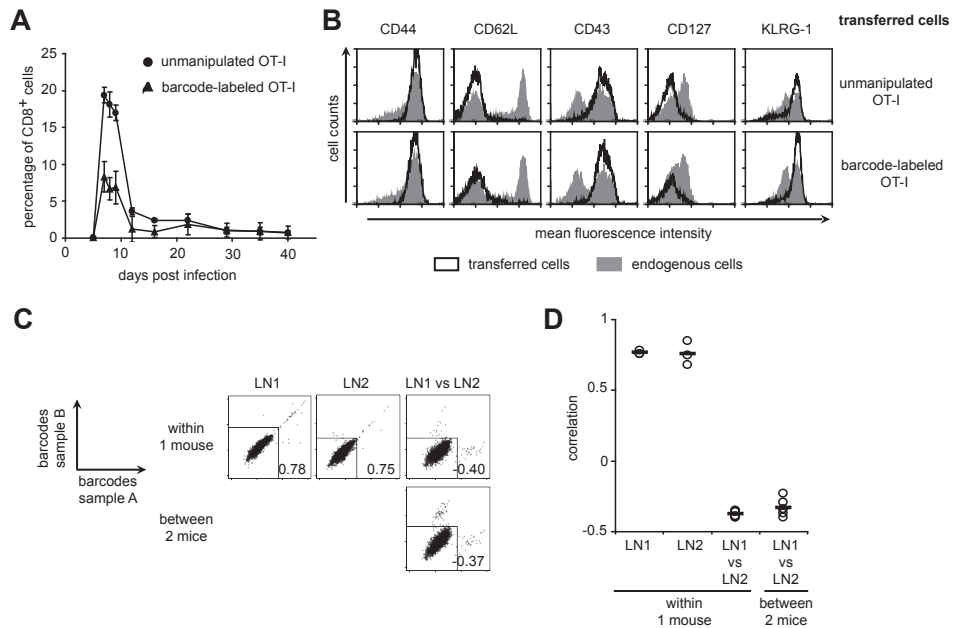 A
25
20
15
10
5
0
percentage of CD8+ cells
unmanipulated OT-I
barcode-labeled OT-I
0
10
20
30
40
days post infection
B
CD44
CD62L
CD43
CD127
KLRG-1
transferred cells
unmanipulated
OT-I
barcode-labeled
OT-I
cell counts
mean fluorescence intensity
transferred cells
endogenous cells
C
LN1
LN2
LN1 vs LN2
barcodes
sample B
barcodes
sample A
within
1 mouse
0.78
0.75
-0.40
between
2 mice
-0.37
D
1
0.5
0
-0.5
correlation
LN1
LN2
LN1
vs
LN2
LN1
vs
LN2
within
1 mouse
between
2 mice